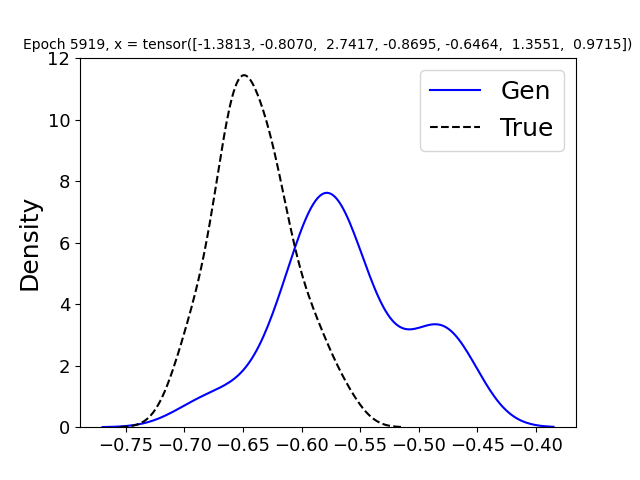 Epoch 5919, x = tensor([-1.3813, -0.8070,  2.7417, -0.8695, -0.6464,  1.3551,  0.9715])
12
10
8
6
4
2
0
Density
Gen
True
−0.75 −0.70 −0.65 −0.60 −0.55 −0.50 −0.45 −0.40